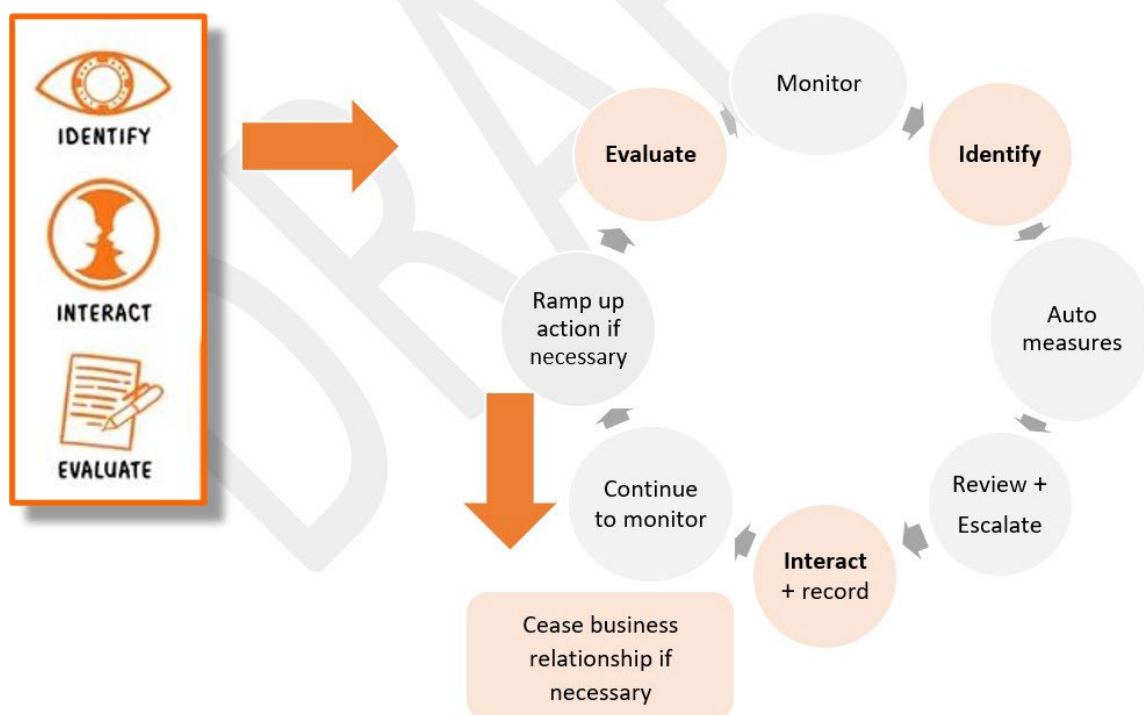 IDENTIFY
INTERACT
EVALUATE
Monitor
Identify
Auto
measures
Review +
Escalate
Interact
+ record
Continue
to monitor
Ramp up
action if
necessary
Evaluate
Cease business
relationship if
necessary
DRA